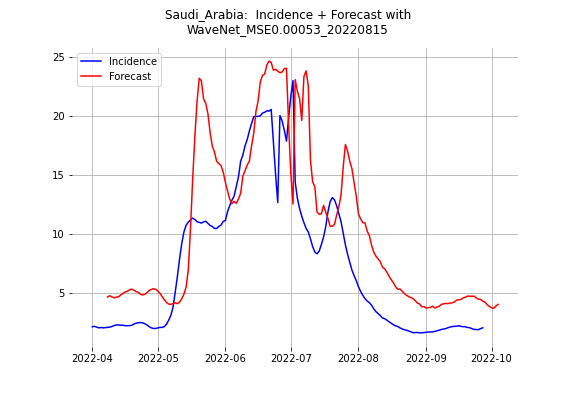 Saudi_Arabia:  Incidence + Forecast with
WaveNet_MSE0.00053_20220815
Incidence
Forecast
25
20
15
10
5
2022-04 2022-05 2022-06 2022-07 2022-08 2022-09 2022-10